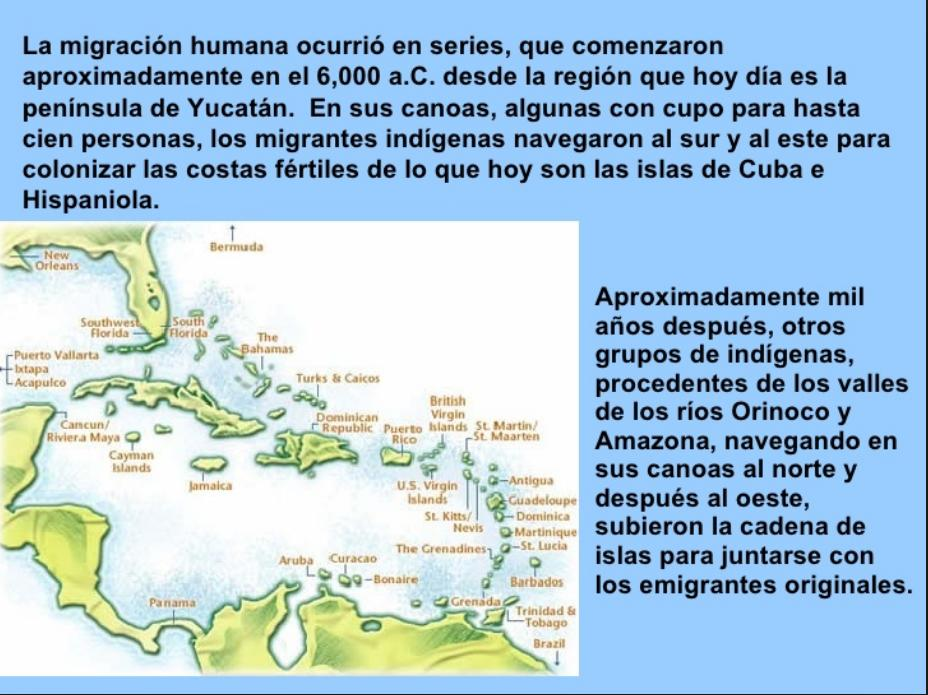 La migración humana ocurrió en series, que comenzaron
aproximadamente en el 6,000 a.C. desde la región que hoy día es la
península de Yucatán.  En sus canoas, algunas con cupo para hasta
cien personas, los migrantes indígenas navegaron al sur y al este para
colonizar las costas fértiles de lo que hoy son las islas de Cuba e
Hispaniola.
Bermuda
New
Orleans
Southwest
Florida
South
Florida
The
Bahamas
Puerto Vallarta
Ixtapa
Acapulco
Turks & Caicos
Cancun/
Riviera Maya
Cayman
Islands
Jamaica
Dominican
Republic
Puerto
Rico
British
Virgin
Islands
St. Martin/
St. Maarten
U.S. Virgin
Islands
Antigua
St. Kitts/
Nevis
Guadeloupe
Dominica
Martinique
St. Lucia
The Grenadines
Aruba
Curacao
Bonaire
Barbados
Grenada
Trinidad &
Tobago
Panama
Brazil
Aproximadamente mil
años después, otros
grupos de indígenas,
procedentes de los valles
de los ríos Orinoco y
Amazona, navegando en
sus canoas al norte y
después al oeste,
subieron la cadena de
islas para juntarse con
los emigrantes originales.